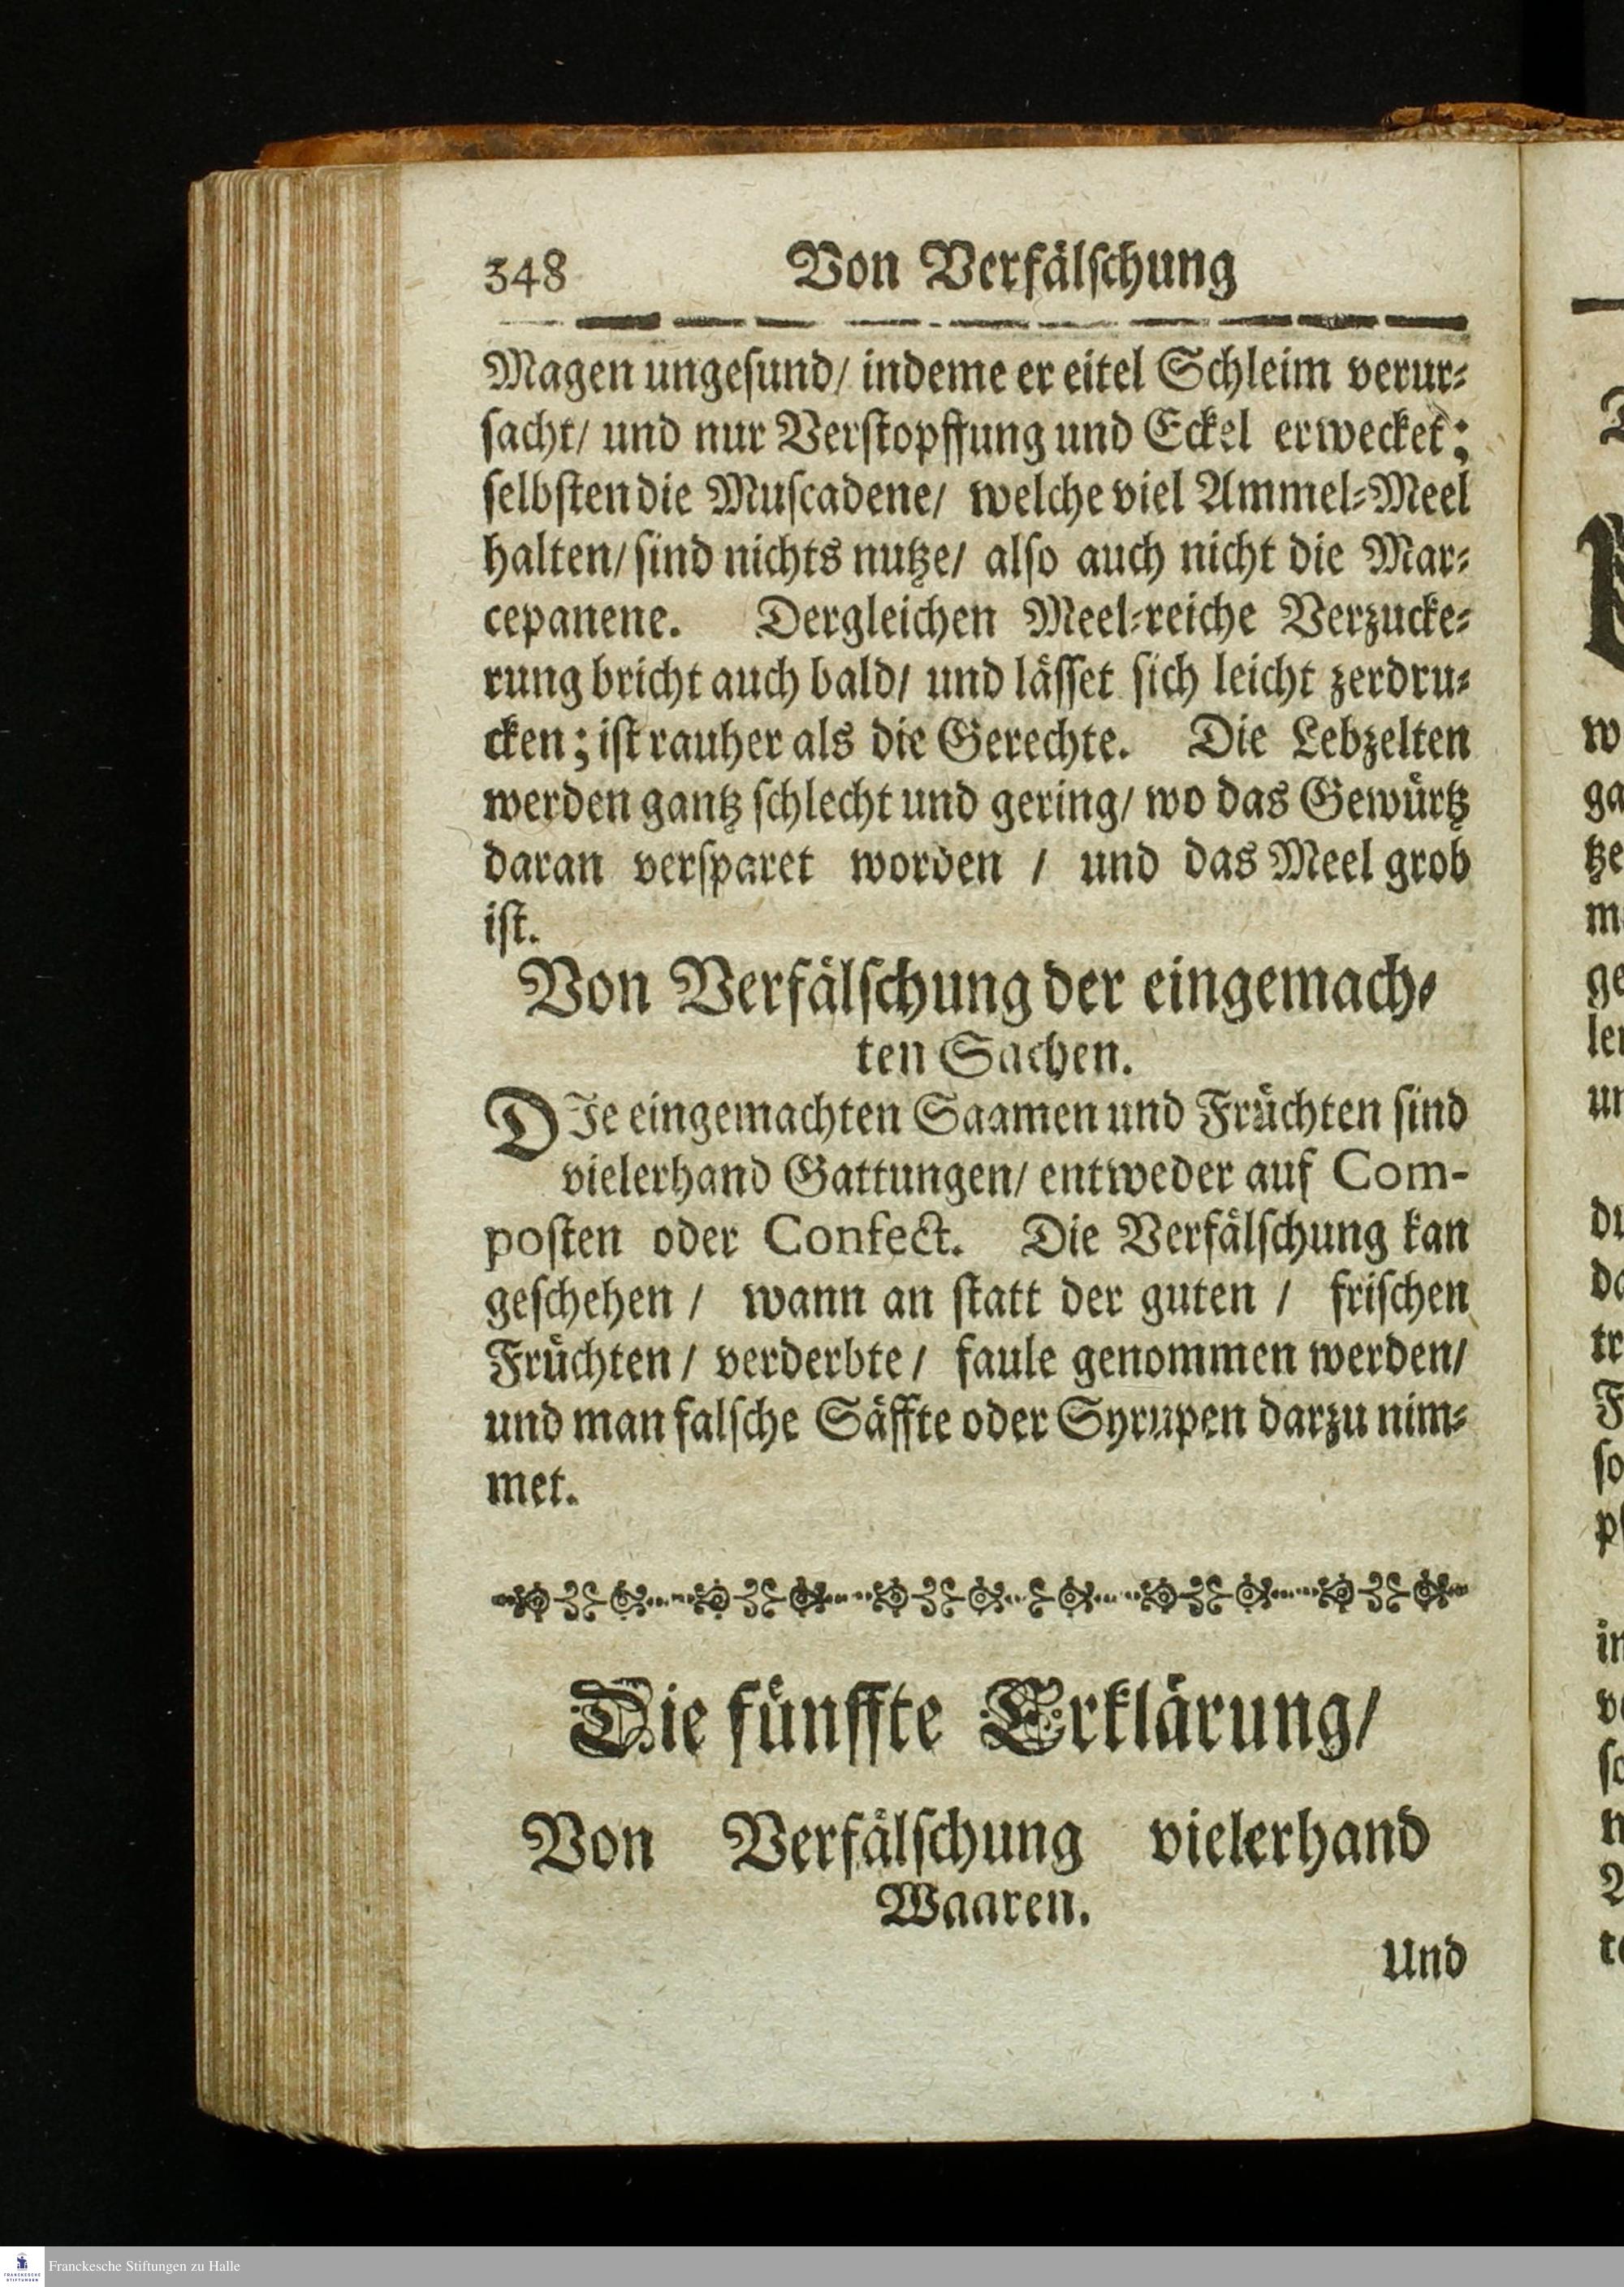 348 Von Verfälschung
Magen ungesund/ indeme er eitel Schleim verur-
sacht/ und nur Verstopffung und Eckel erwecket;
selbsten die Muscadene/ welche viel Ammel-Meel
halten/ sind nichts nutze/ also auch nicht die Mar-
cepanene. Dergleichen Meel-reiche Verzucke-
rung bricht auch bald/ und lässet sich leicht zerdru-
cken; ist rauher als die Gerechte. Die Lebzelten
werden gantz schlecht und gering/ wo das Gewürtz
daran versparet worden / und das Meel grob
ist.
Von Verfälschung der eingemach-
ten Sachen.
DIe eingemachten Saamen und Früchten sind
vielerhand Gattungen/ entweder auf Com-
posten oder Confect. Die Verfälschung kan
geschehen / wann an statt der guten / frischen
Früchten / verderbte / faule genommen werden/
und man falsche Säffte oder Syrupen darzu nim-
met.
Die fünffte Erklärung/
Von Verfälschung vielerhand
Waaren.
Und
Franckesche Stiftungen zu Halle